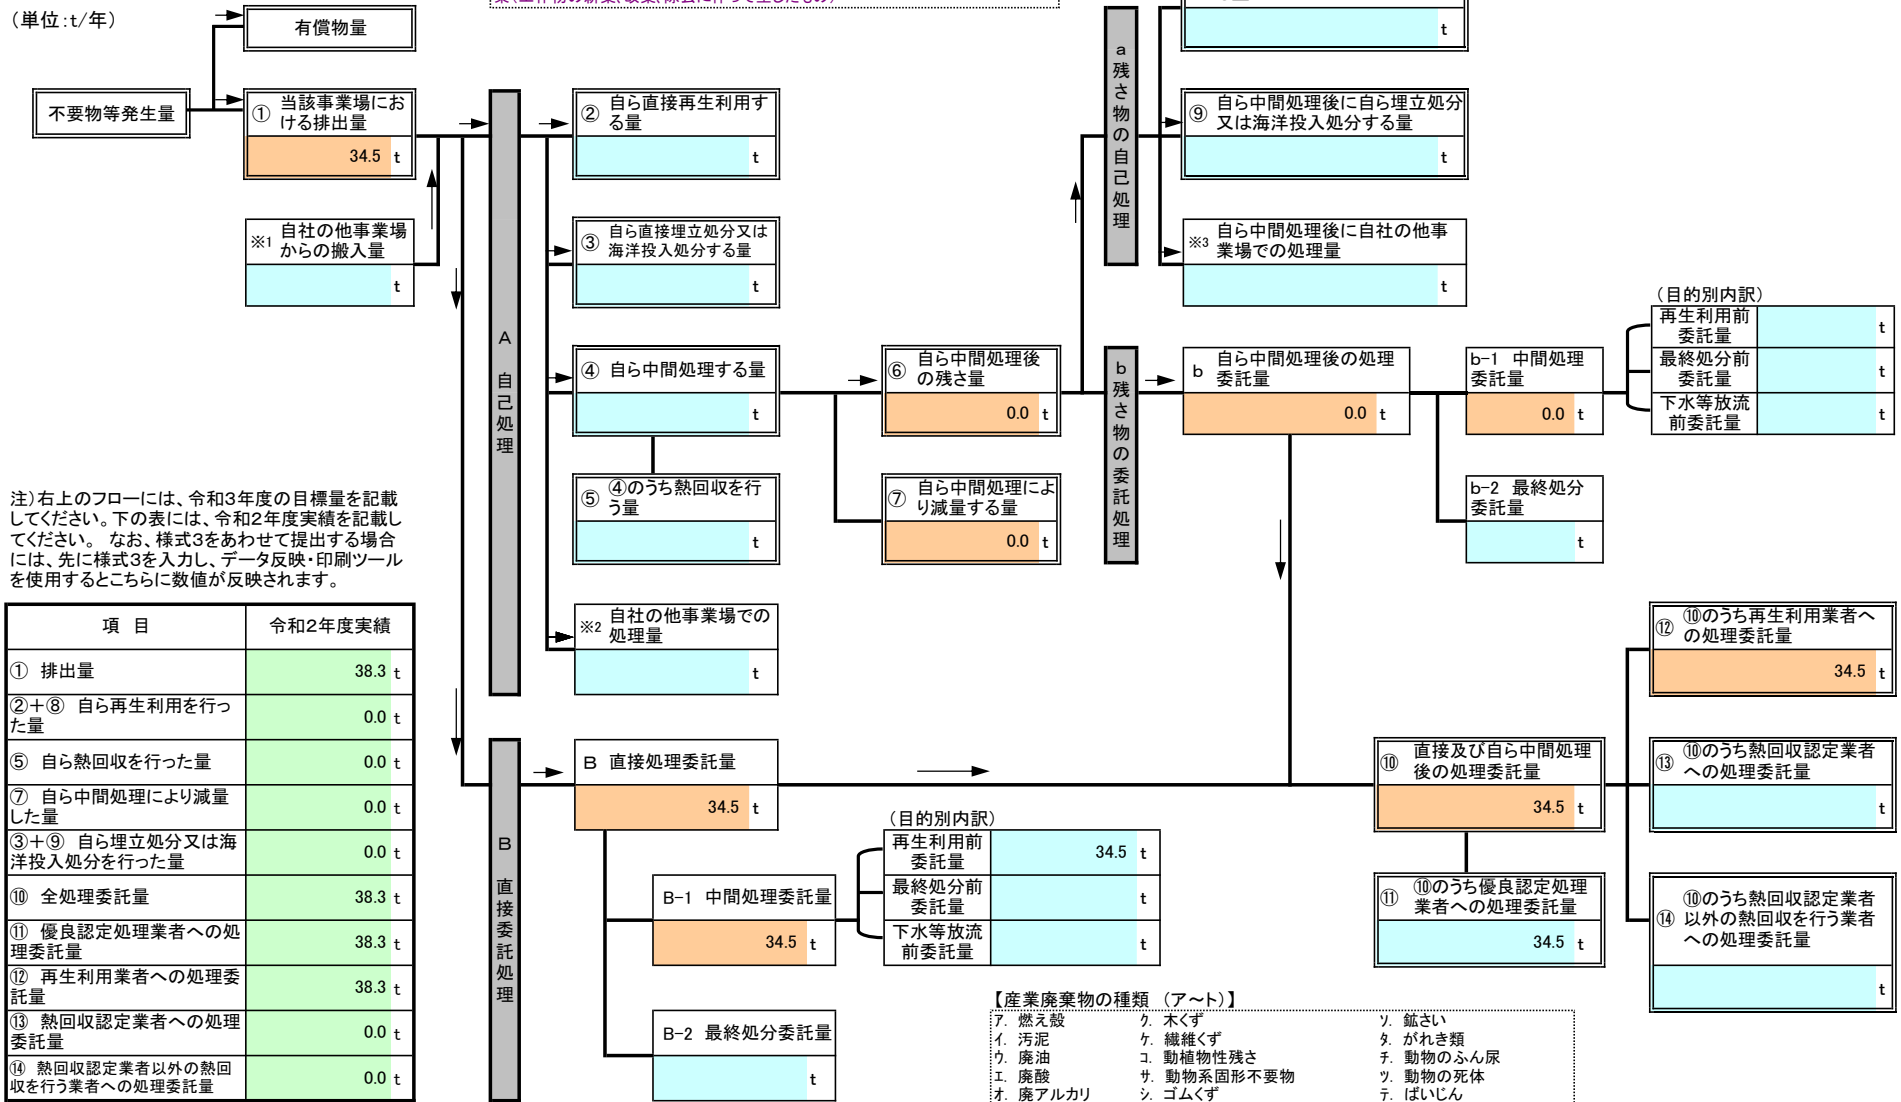 (単位:t/年)
有償物量
不要物等発生量
① 当該事業場にお
ける排出量
34.5 t
※1 自社の他事業場
からの搬入量
t
A 自己処理
② 自ら直接再生利用す
る量
t
③ 自ら直接埋立処分又は
海洋投入処分する量
t
④ 自ら中間処理する量
t
⑤ ④のうち熱回収を行
う量
t
※2 自社の他事業場での
処理量
t
⑥ 自ら中間処理後
の残さ量
0.0 t
⑦ 自ら中間処理によ
り減量する量
0.0 t
a 残さ物の自己処理
t
⑨ 自ら中間処理後に自ら埋立処分
又は海洋投入処分する量
t
※3 自ら中間処理後に自社の他事
業場での処理量
t
b 残さ物の委託処理
b 自ら中間処理後の処理
委託量
0.0 t
b-1 中間処理
委託量
0.0 t
(目的別内訳)
再生利用前
委託量
t
最終処分前
委託量
t
下水等放流
前委託量
t
b-2 最終処分
委託量
t
注)右上のフローには、令和3年度の目標量を記載
してください。下の表には、令和2年度実績を記載し
てください。 なお、様式3をあわせて提出する場合
には、先に様式3を入力し、データ反映・印刷ツール
を使用するとこちらに数値が反映されます。
項 目 令和2年度実績
① 排出量 38.3 t
②+⑧ 自ら再生利用を行っ
た量 0.0 t
⑤ 自ら熱回収を行った量 0.0 t
⑦ 自ら中間処理により減量
した量 0.0 t
③+⑨ 自ら埋立処分又は海
洋投入処分を行った量 0.0 t
⑩ 全処理委託量 38.3 t
⑪ 優良認定処理業者への処
理委託量 38.3 t
⑫ 再生利用業者への処理委
託量 38.3 t
⑬ 熱回収認定業者への処理
委託量 0.0 t
⑭ 熱回収認定業者以外の熱回
収を行う業者への処理委託量 0.0 t
B 直接委託処理
B 直接処理委託量
34.5 t
B-1 中間処理委託量
34.5 t
(目的別内訳)
再生利用前
委託量
34.5 t
最終処分前
委託量
t
下水等放流
前委託量
t
B-2 最終処分委託量
t
⑩ 直接及び自ら中間処理
後の処理委託量
34.5 t
⑪ ⑩のうち優良認定処理
業者への処理委託量
34.5 t
⑫ ⑩のうち再生利用業者へ
の処理委託量
34.5 t
⑬ ⑩のうち熱回収認定業者
への処理委託量
t
⑭ ⑩のうち熱回収認定業者
以外の熱回収を行う業者
への処理委託量
t
【産業廃棄物の種類 (ア~ト)】
ア. 燃え殻 ク. 木くず ソ. 鉱さい
イ. 汚泥 ケ. 繊維くず タ. がれき類
ウ. 廃油 コ. 動植物性残さ チ. 動物のふん尿
エ. 廃酸 サ. 動物系固形不要物 ツ. 動物の死体
オ. 廃アルカリ シ. ゴムくず テ. ばいじん